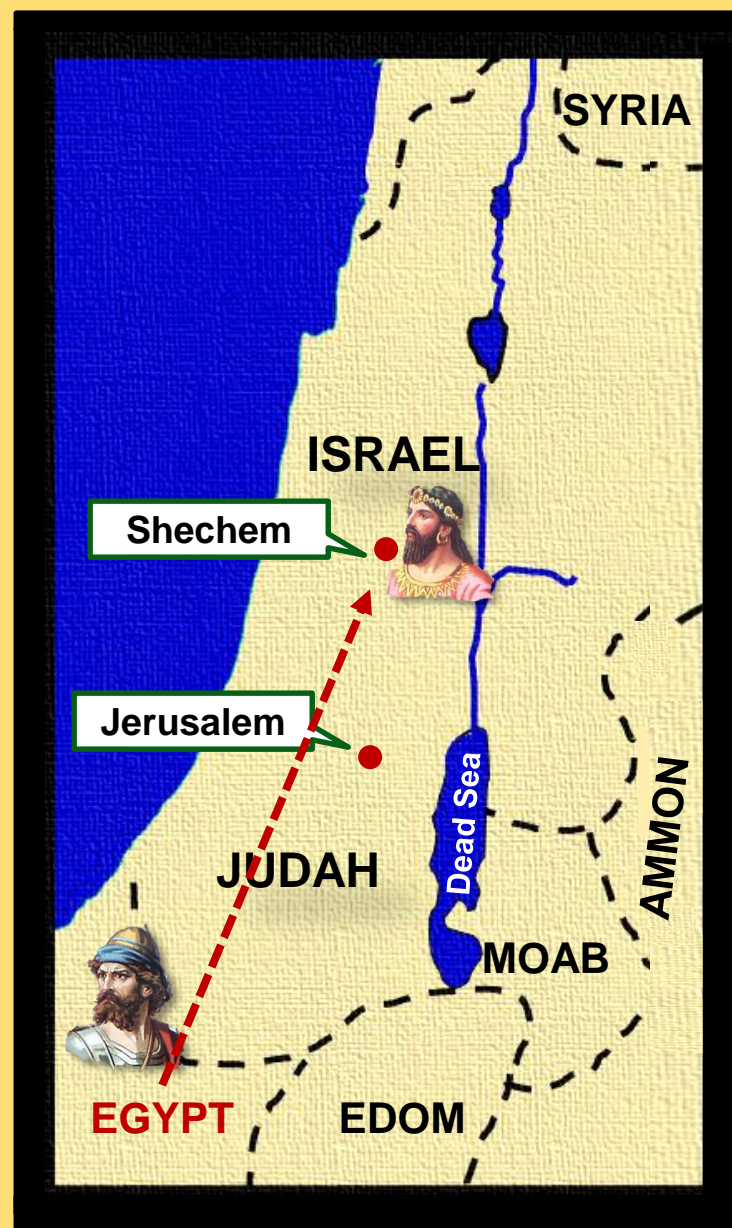 SYRIA
ISRAEL
Shechem
Jerusalem
Dead Sea
AMMON
JUDAH
MOAB
EGYPT
EDOM